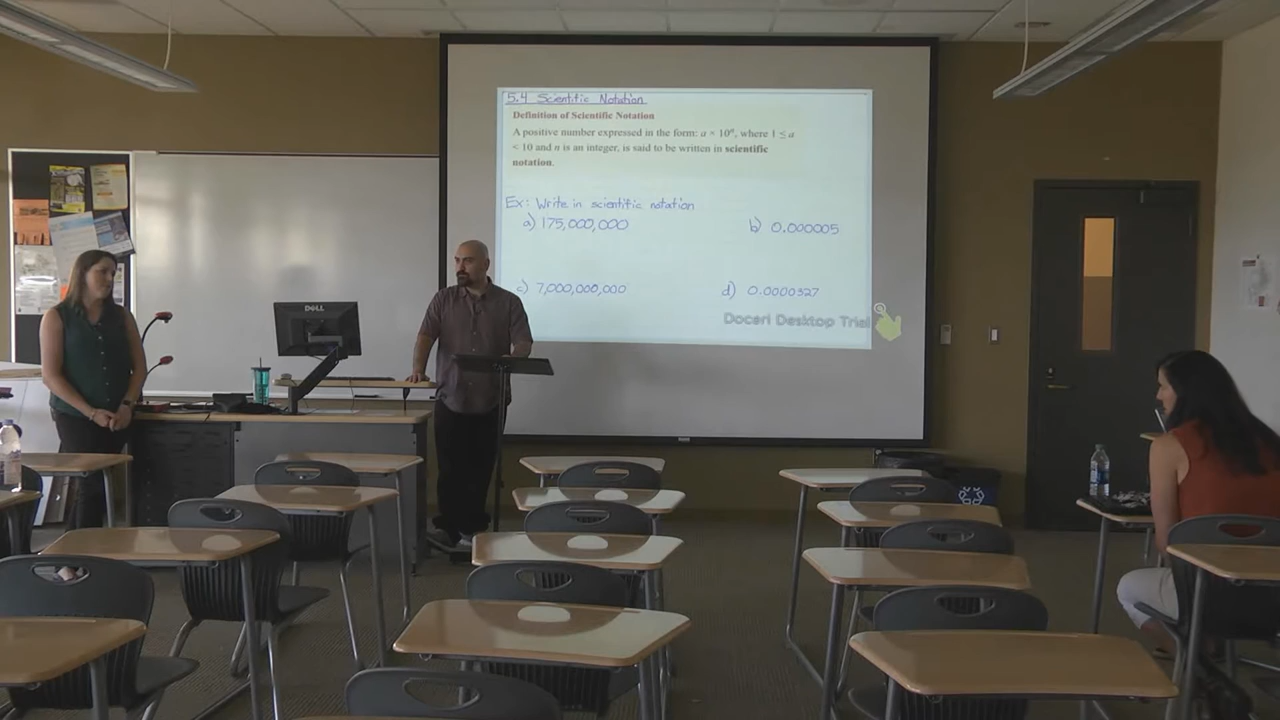 5.4 Scientific Notation
Definition of Scientific Notation
A positive number expressed in the form: a × 10ⁿ, where 1 ≤ a
< 10 and n is an integer, is said to be written in scientific
notation.
Ex: Write in scientific notation
a) 175,000,000
b) 0.000005
c) 7,000,000,000
d) 0.0000327
Doceri Desktop Trial
DELL